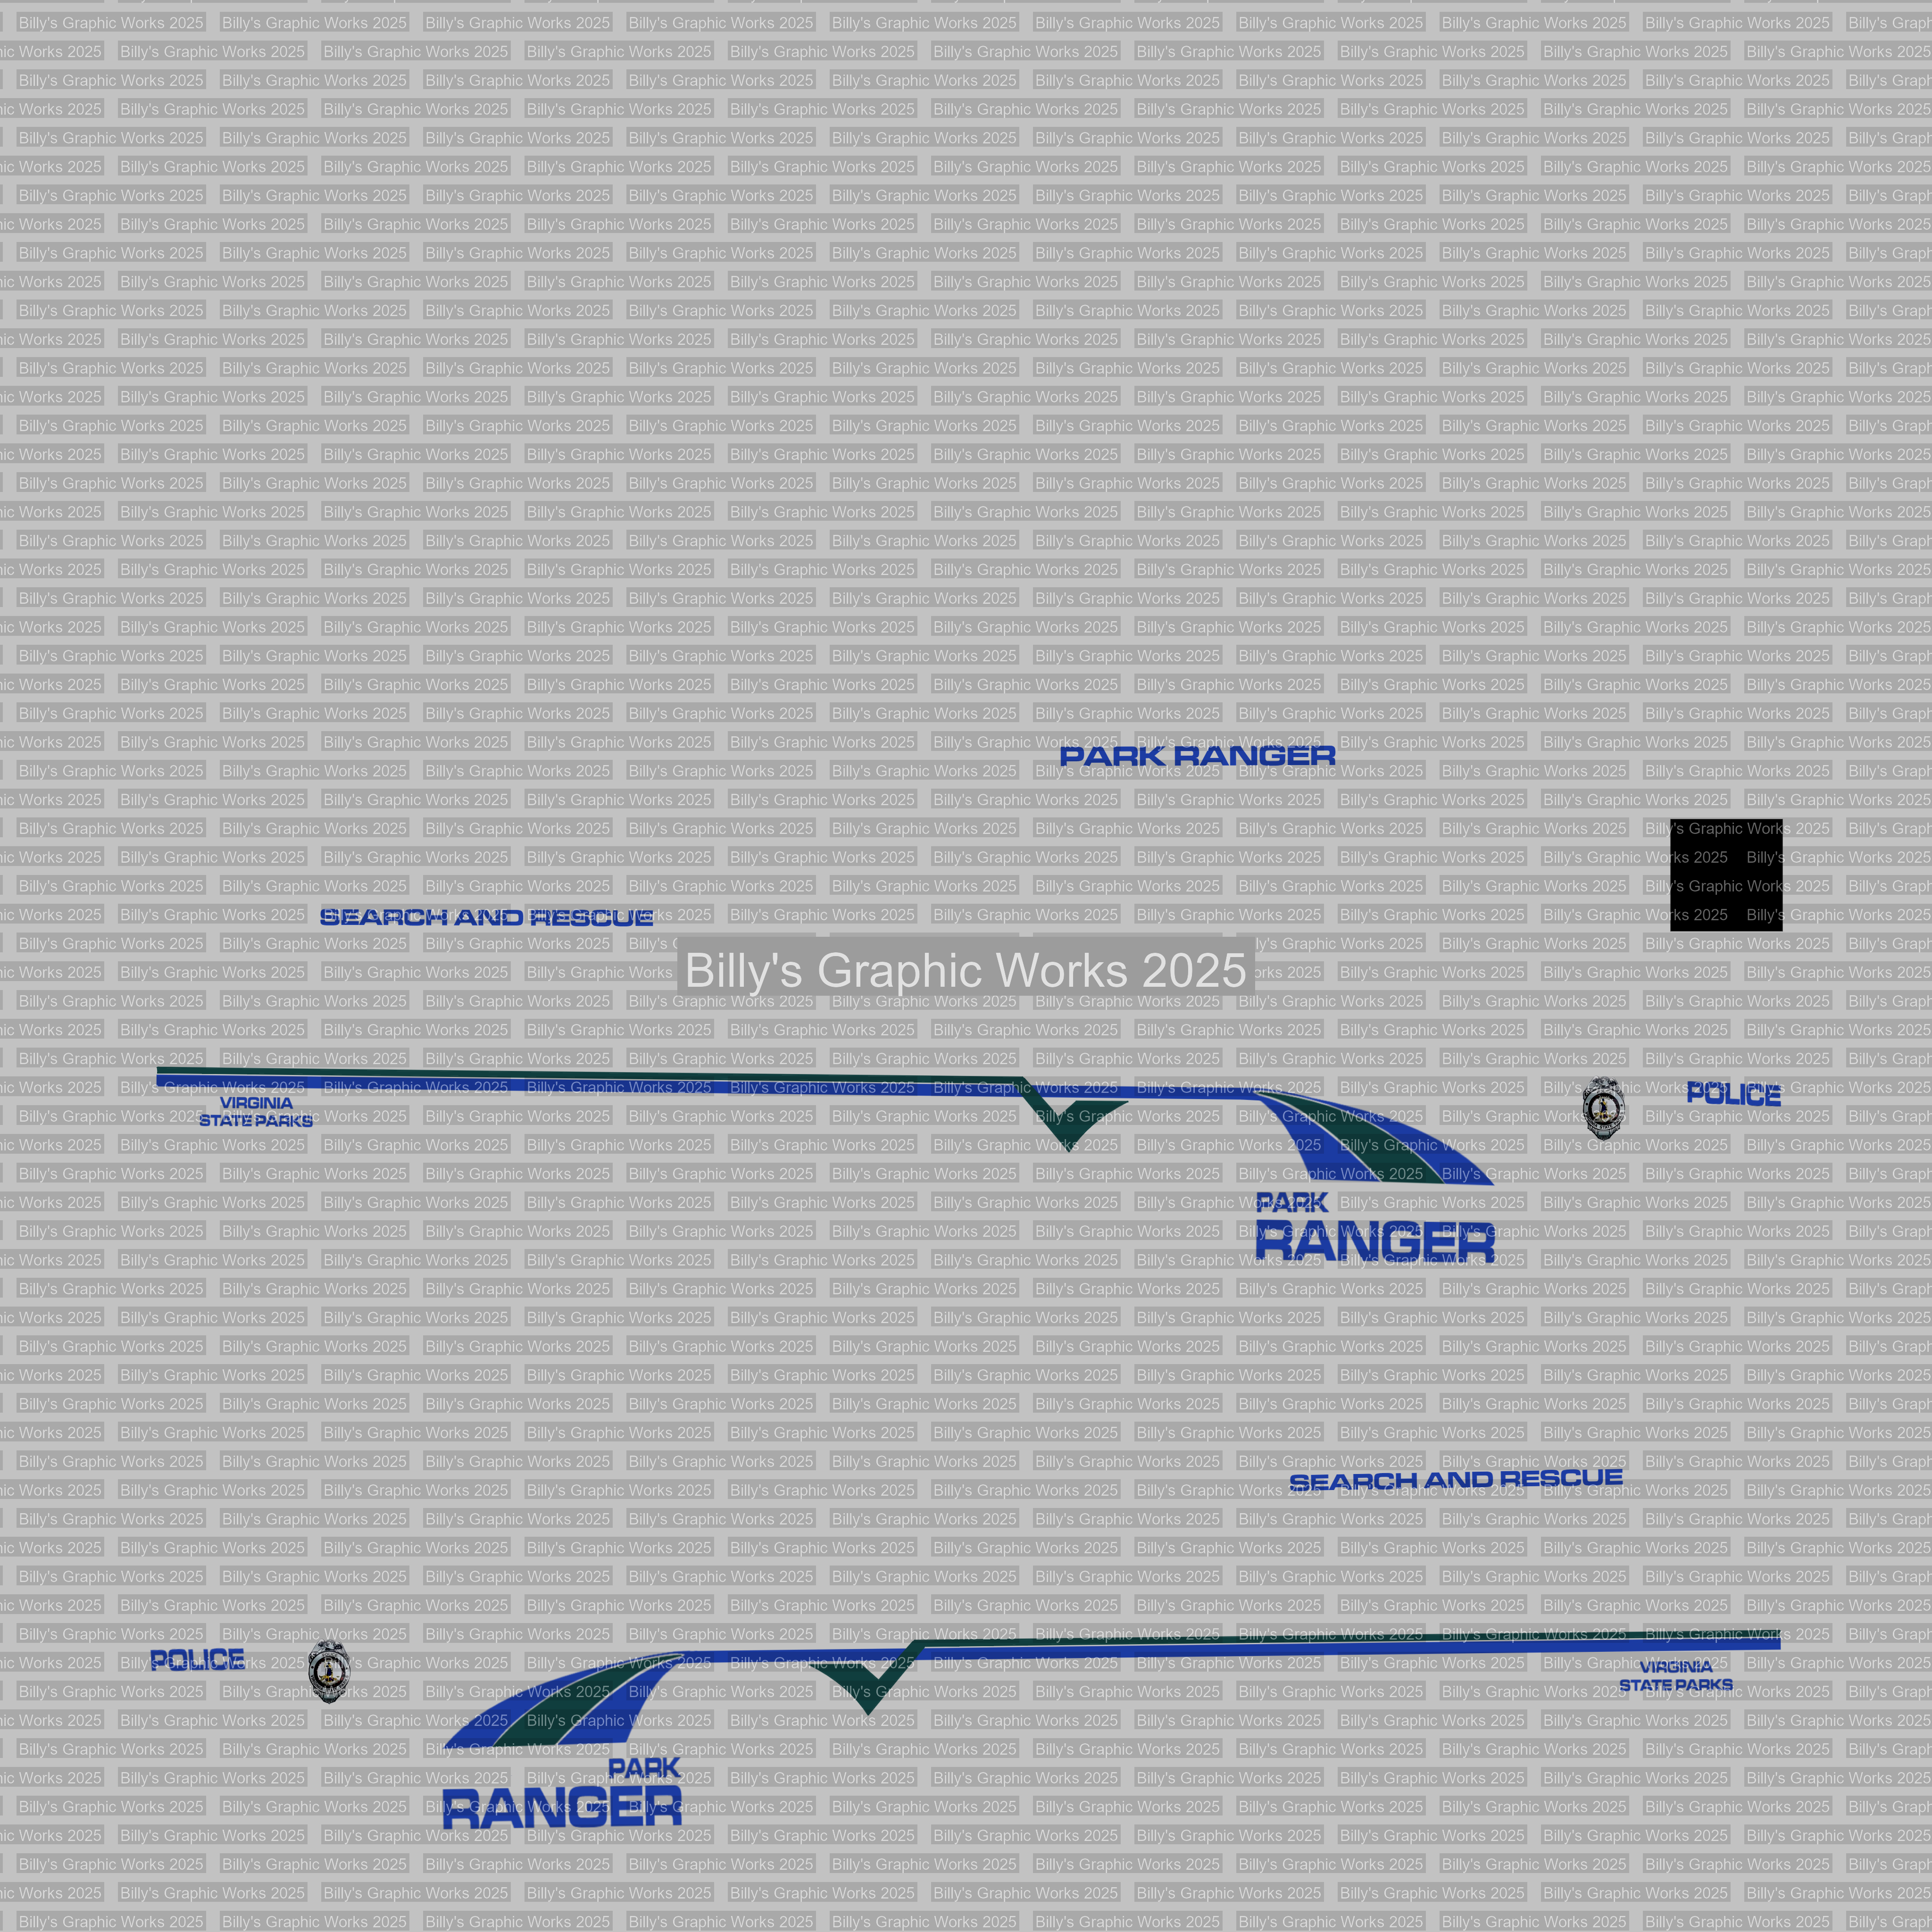 PARK RANGER
SEARCH AND RESCUE
Billy's Graphic Works 2025
VIRGINIA
STATE PARKS
POLICE
PARK
RANGER
SEARCH AND RESCUE
POLICE
VIRGINIA
STATE PARKS
PARK
RANGER